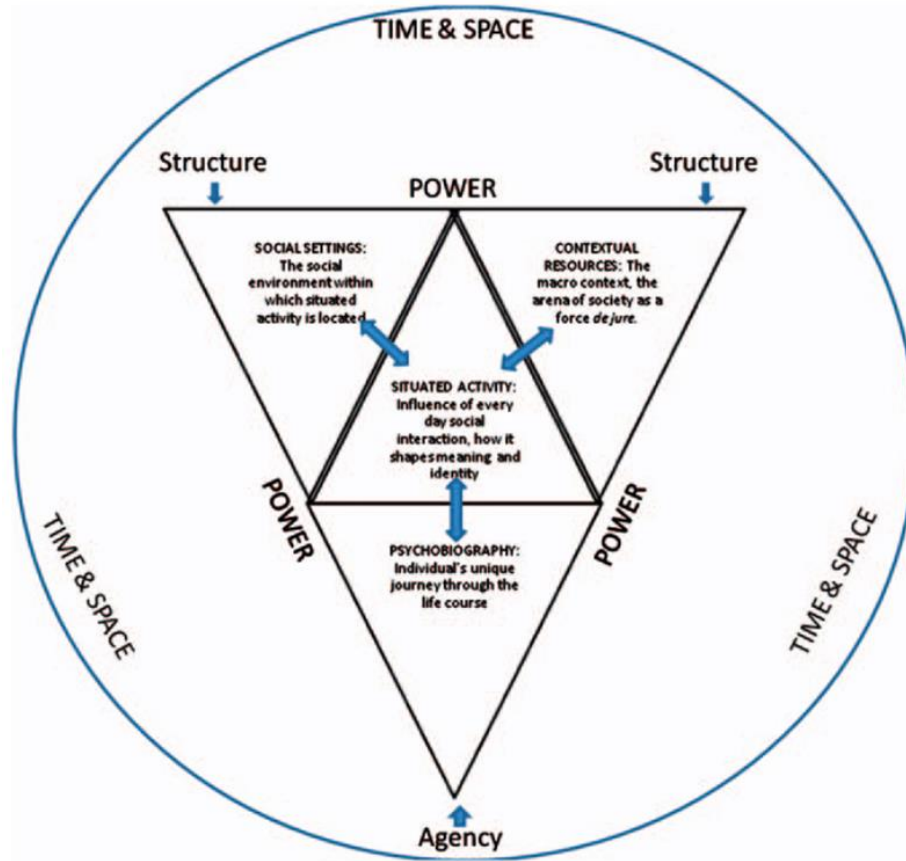 TIME & SPACE
Structure
Structure
POWER
SOCIAL SETTINGS:
The social
environment within
which situated
activity is located
CONTEXTUAL
RESOURCES: The
macro context, the
arena of society as a
force de jure.
SITUATED ACTIVITY:
Influence of every
day social
interaction, how it
shapes meaning and
identity
POWER
POWER
TIME & SPACE
TIME & SPACE
PSYCHOBIOGRAPHY:
Individual's unique
journey through the
life course
Agency